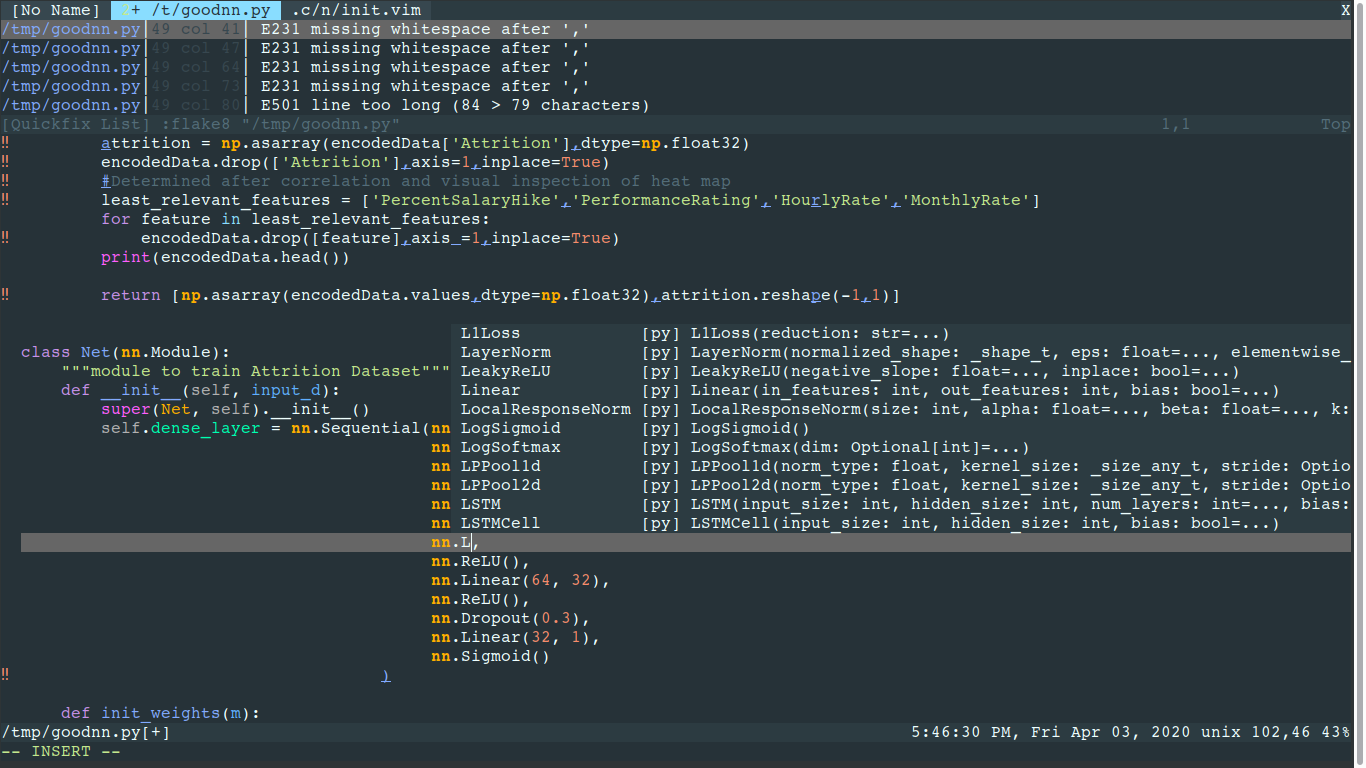 [No Name]  2+ /t/goodnn.py  .c/n/init.vim X
/tmp/goodnn.py|49 col 41| E231 missing whitespace after ','
/tmp/goodnn.py|49 col 47| E231 missing whitespace after ','
/tmp/goodnn.py|49 col 64| E231 missing whitespace after ','
/tmp/goodnn.py|49 col 73| E231 missing whitespace after ','
/tmp/goodnn.py|49 col 80| E501 line too long (84 > 79 characters)
[Quickfix List] :flake8 "/tmp/goodnn.py" 1,1 Top
!! attrition = np.asarray(encodedData['Attrition'],dtype=np.float32)
!! encodedData.drop(['Attrition'],axis=1,inplace=True)
!! #Determined after correlation and visual inspection of heat map
!! least_relevant_features = ['PercentSalaryHike','PerformanceRating','HourlyRate','MonthlyRate']
for feature in least_relevant_features:
!! encodedData.drop([feature],axis =1,inplace=True)
print(encodedData.head())
!! return [np.asarray(encodedData.values,dtype=np.float32),attrition.reshape(-1,1)]
L1Loss [py] L1Loss(reduction: str=...)
class Net(nn.Module): LayerNorm [py] LayerNorm(normalized_shape: _shape_t, eps: float=..., elementwise_
"""module to train Attrition Dataset""" LeakyReLU [py] LeakyReLU(negative_slope: float=..., inplace: bool=...)
def __init__(self, input_d): Linear [py] Linear(in_features: int, out_features: int, bias: bool=...)
super(Net, self).__init__() LocalResponseNorm [py] LocalResponseNorm(size: int, alpha: float=..., beta: float=..., k:
self.dense_layer = nn.Sequential(nn LogSigmoid [py] LogSigmoid()
nn LogSoftmax [py] LogSoftmax(dim: Optional[int]=...)
nn LPPool1d [py] LPPool1d(norm_type: float, kernel_size: _size_any_t, stride: Optio
nn LPPool2d [py] LPPool2d(norm_type: float, kernel_size: _size_any_t, stride: Optio
nn LSTM [py] LSTM(input_size: int, hidden_size: int, num_layers: int=..., bias:
nn LSTMCell [py] LSTMCell(input_size: int, hidden_size: int, bias: bool=...)
nn.L,
nn.ReLU(),
nn.Linear(64, 32),
nn.ReLU(),
nn.Dropout(0.3),
nn.Linear(32, 1),
nn.Sigmoid()
!! )
def init_weights(m):
/tmp/goodnn.py[+] 5:46:30 PM, Fri Apr 03, 2020 unix 102,46 43%
-- INSERT --